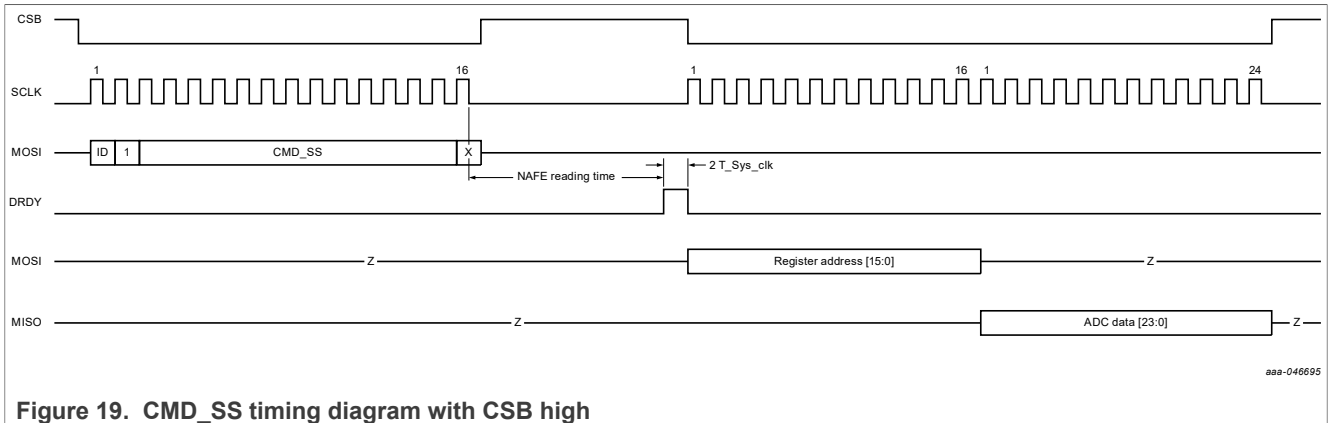 CSB
1 16 1 16 1 24
SCLK
MOSI ID 1 CMD_SS X
NAFE reading time 2 T_Sys_clk
DRDY
MOSI Z Register address [15:0] Z
MISO Z ADC data [23:0] Z
aaa-046695
Figure 19. CMD_SS timing diagram with CSB high